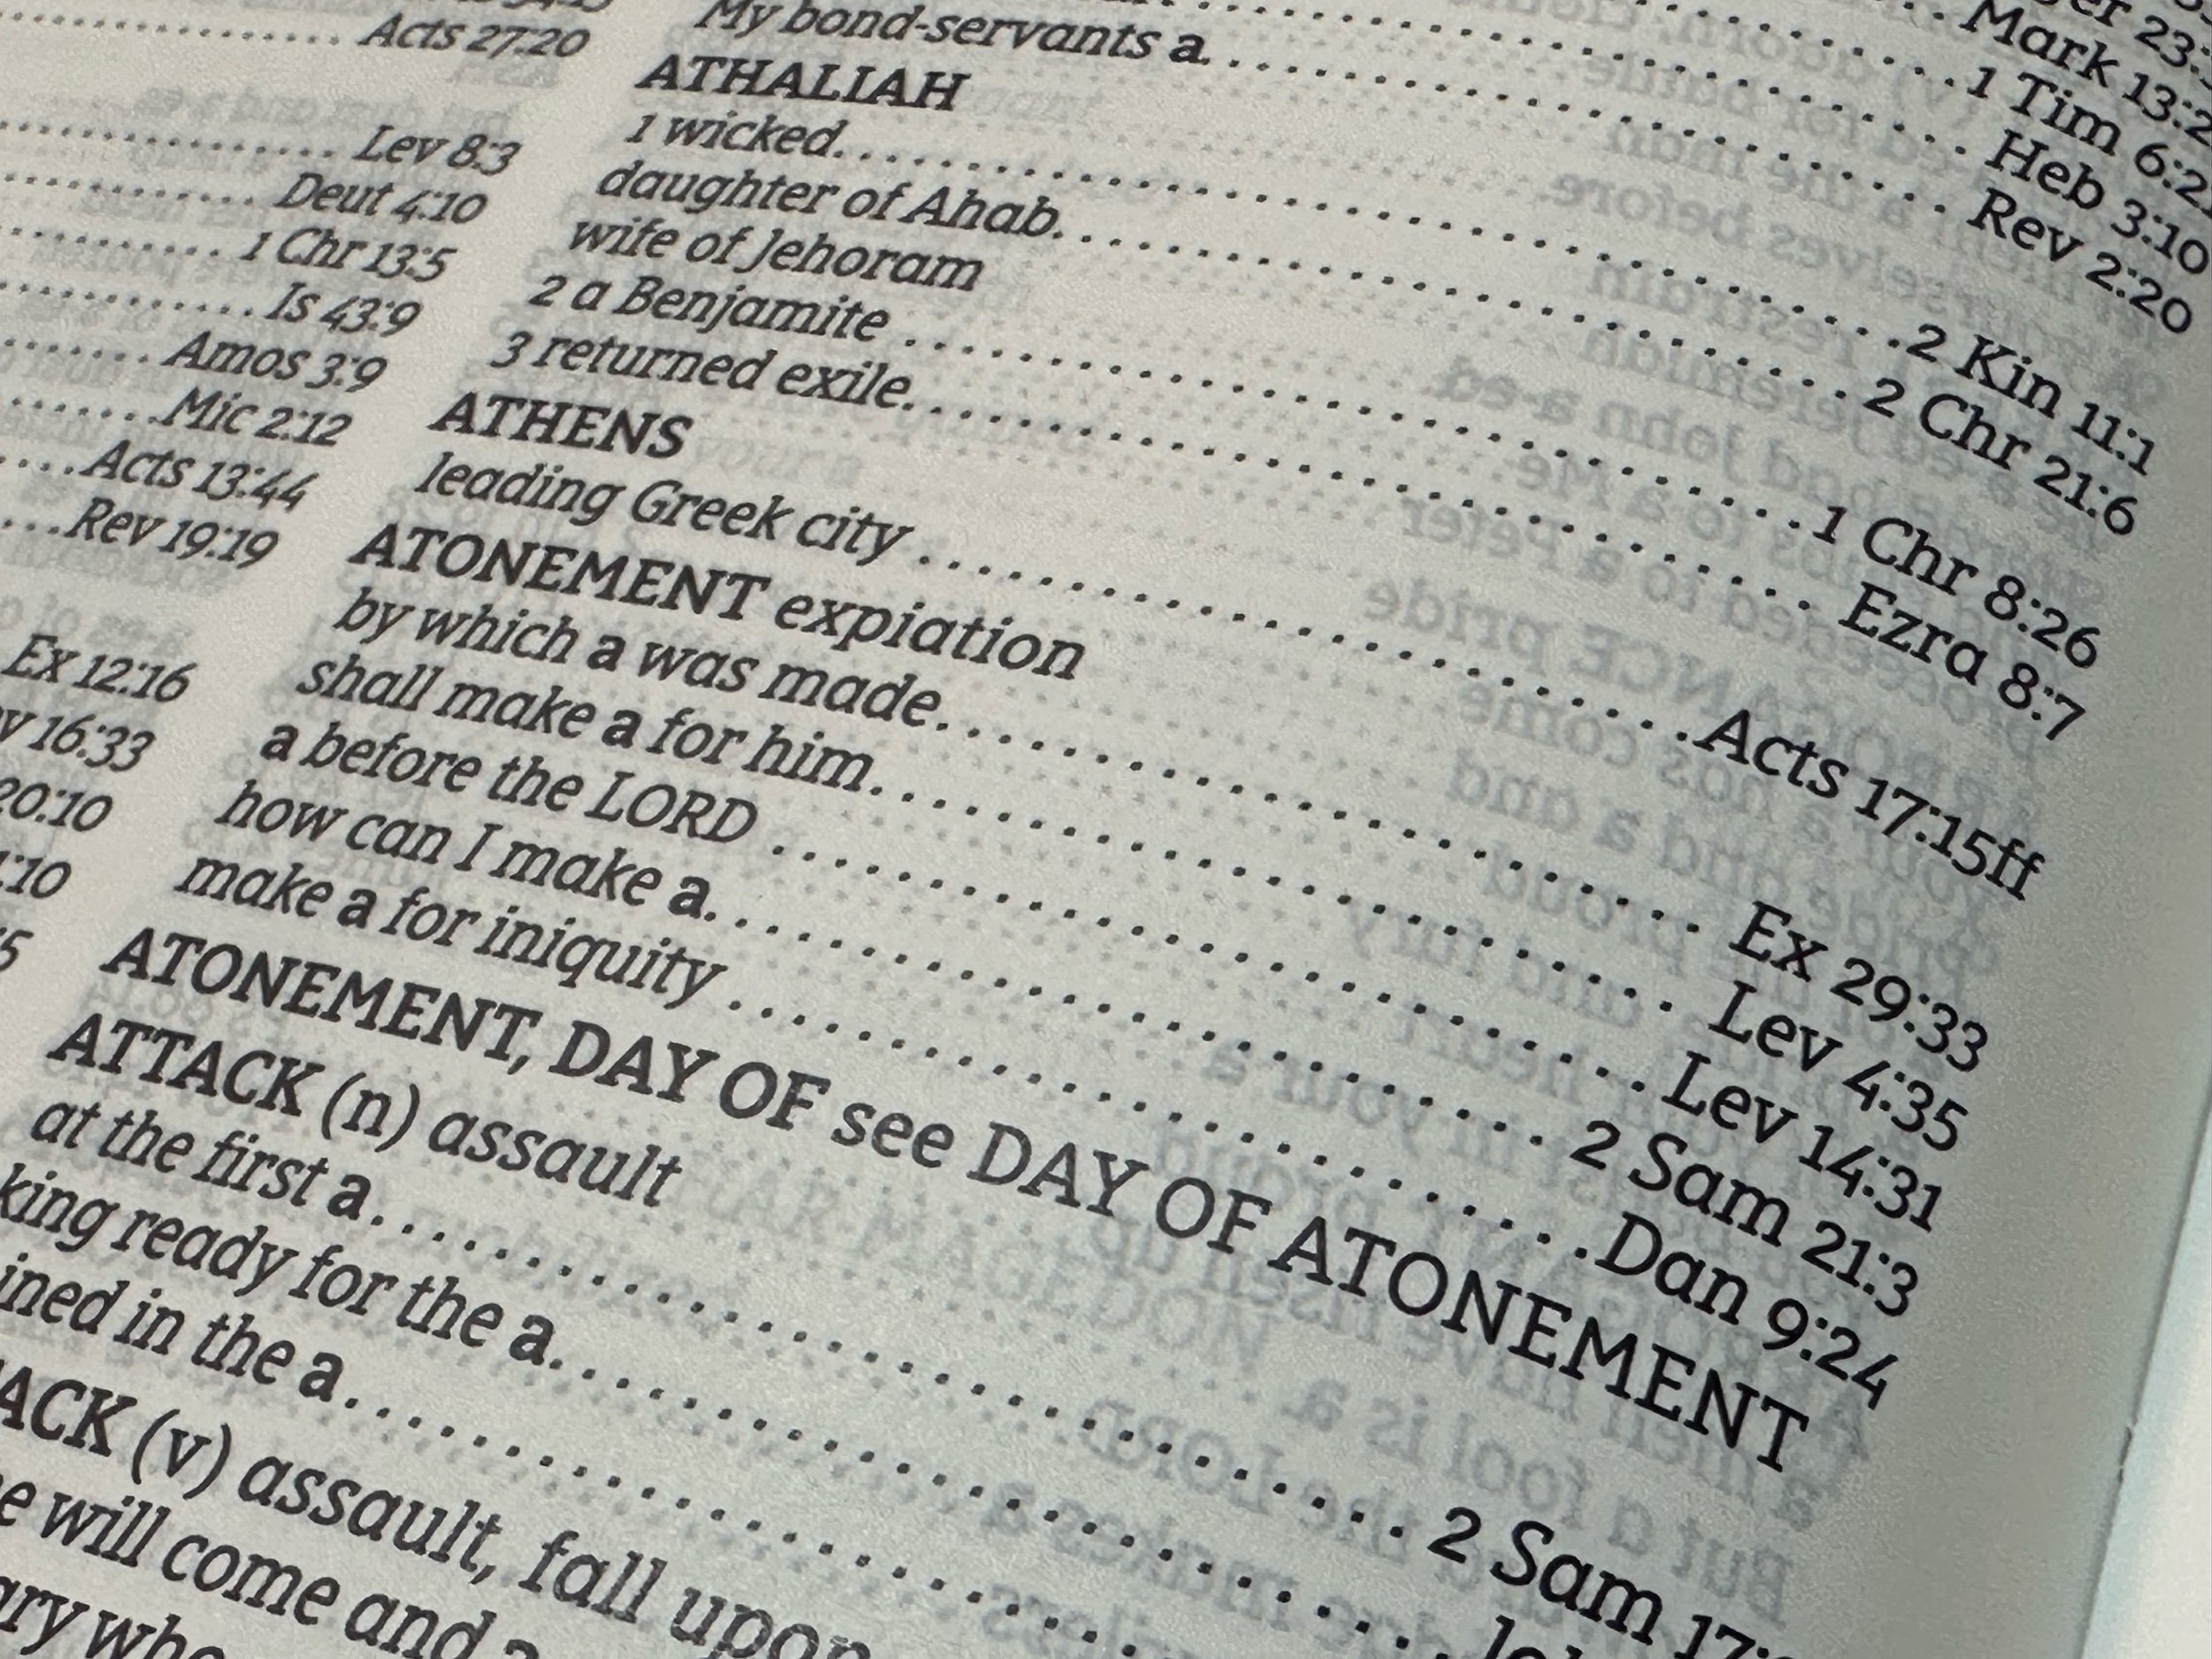 Acts 27:20
Lev 8:3
Deut 4:10
1 Chr 13:5
Is 43:9
Amos 3:9
Mic 2:12
Acts 13:44
Rev 19:19
Ex 12:16
16:33
20:10
:10
Mark 13:2
1 Tim 6:2
Heb 3:10
My bond-servants a..........Rev 2:20
ATHALIAH
1 wicked..........2 Kin 11:1
daughter of Ahab..........2 Chr 21:6
wife of Jehoram
2 a Benjamite ..........1 Chr 8:26
3 returned exile..........Ezra 8:7
ATHENS
leading Greek city ..........Acts 17:15ff
ATONEMENT expiation
by which a was made..........Ex 29:33
shall make a for him..........Lev 4:35
a before the LORD ..........Lev 14:31
how can I make a..........2 Sam 21:3
make a for iniquity ..........Dan 9:24
ATONEMENT, DAY OF see DAY OF ATONEMENT
ATTACK (n) assault
at the first a..........2 Sam 17:
king ready for the a..........
ined in the a..........
ACK (v) assault, fall upon
will come and